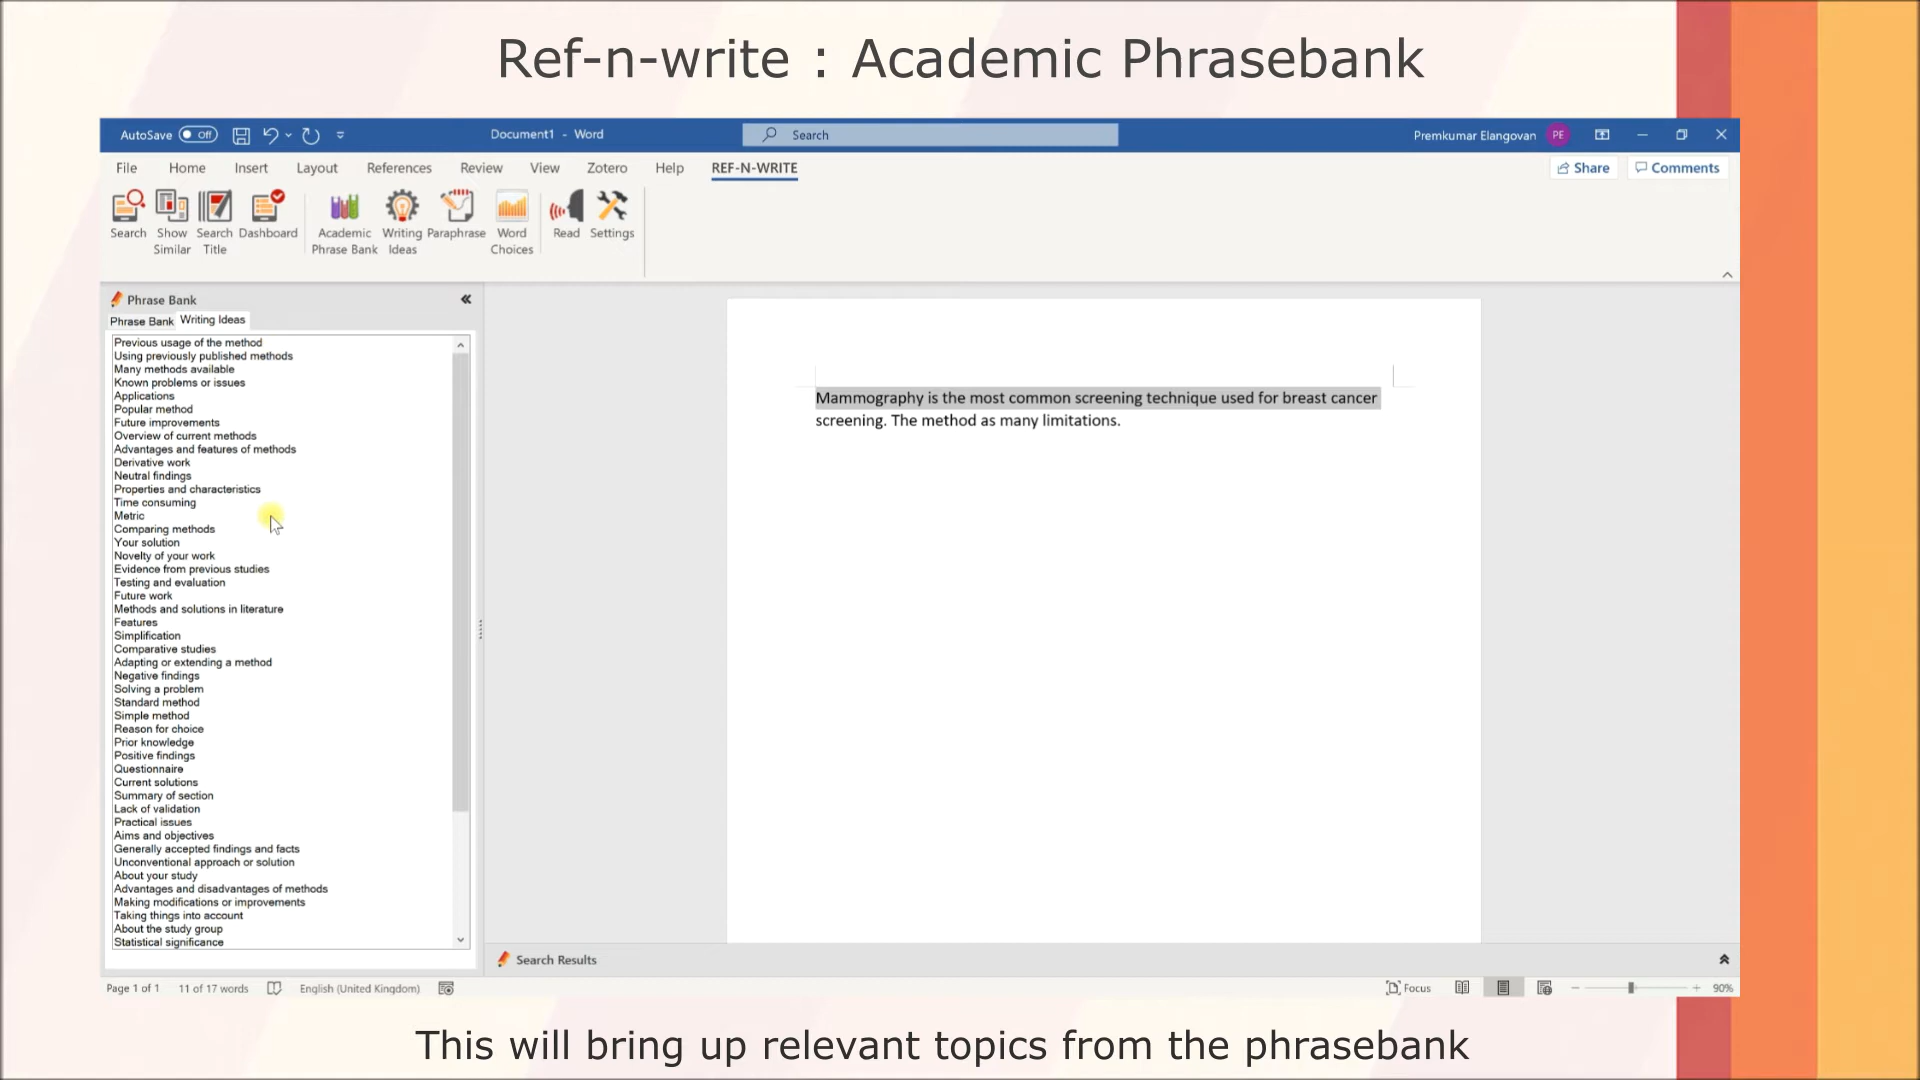 Ref-n-write : Academic Phrasebank
AutoSave Off
Document1 - Word
Search
Premkumar Elangovan PE
File Home Insert Layout References Review View Zotero Help REF-N-WRITE
Share Comments
Search Show Similar Search Title Dashboard Academic Phrase Bank Writing Ideas Paraphrase Word Choices Read Settings
Phrase Bank
Phrase Bank Writing Ideas
Previous usage of the method
Using previously published methods
Many methods available
Known problems or issues
Applications
Popular method
Future improvements
Overview of current methods
Advantages and features of methods
Derivative work
Neutral findings
Properties and characteristics
Time consuming
Metric
Comparing methods
Your solution
Novelty of your work
Evidence from previous studies
Testing and evaluation
Future work
Methods and solutions in literature
Features
Simplification
Comparative studies
Adapting or extending a method
Negative findings
Solving a problem
Standard method
Simple method
Reason for choice
Prior knowledge
Positive findings
Questionnaire
Current solutions
Summary of section
Lack of validation
Practical issues
Aims and objectives
Generally accepted findings and facts
Unconventional approach or solution
About your study
Advantages and disadvantages of methods
Making modifications or improvements
Taking things into account
About the study group
Statistical significance
Mammography is the most common screening technique used for breast cancer
screening. The method as many limitations.
Search Results
Page 1 of 1 11 of 17 words English (United Kingdom) Focus 90%
This will bring up relevant topics from the phrasebank